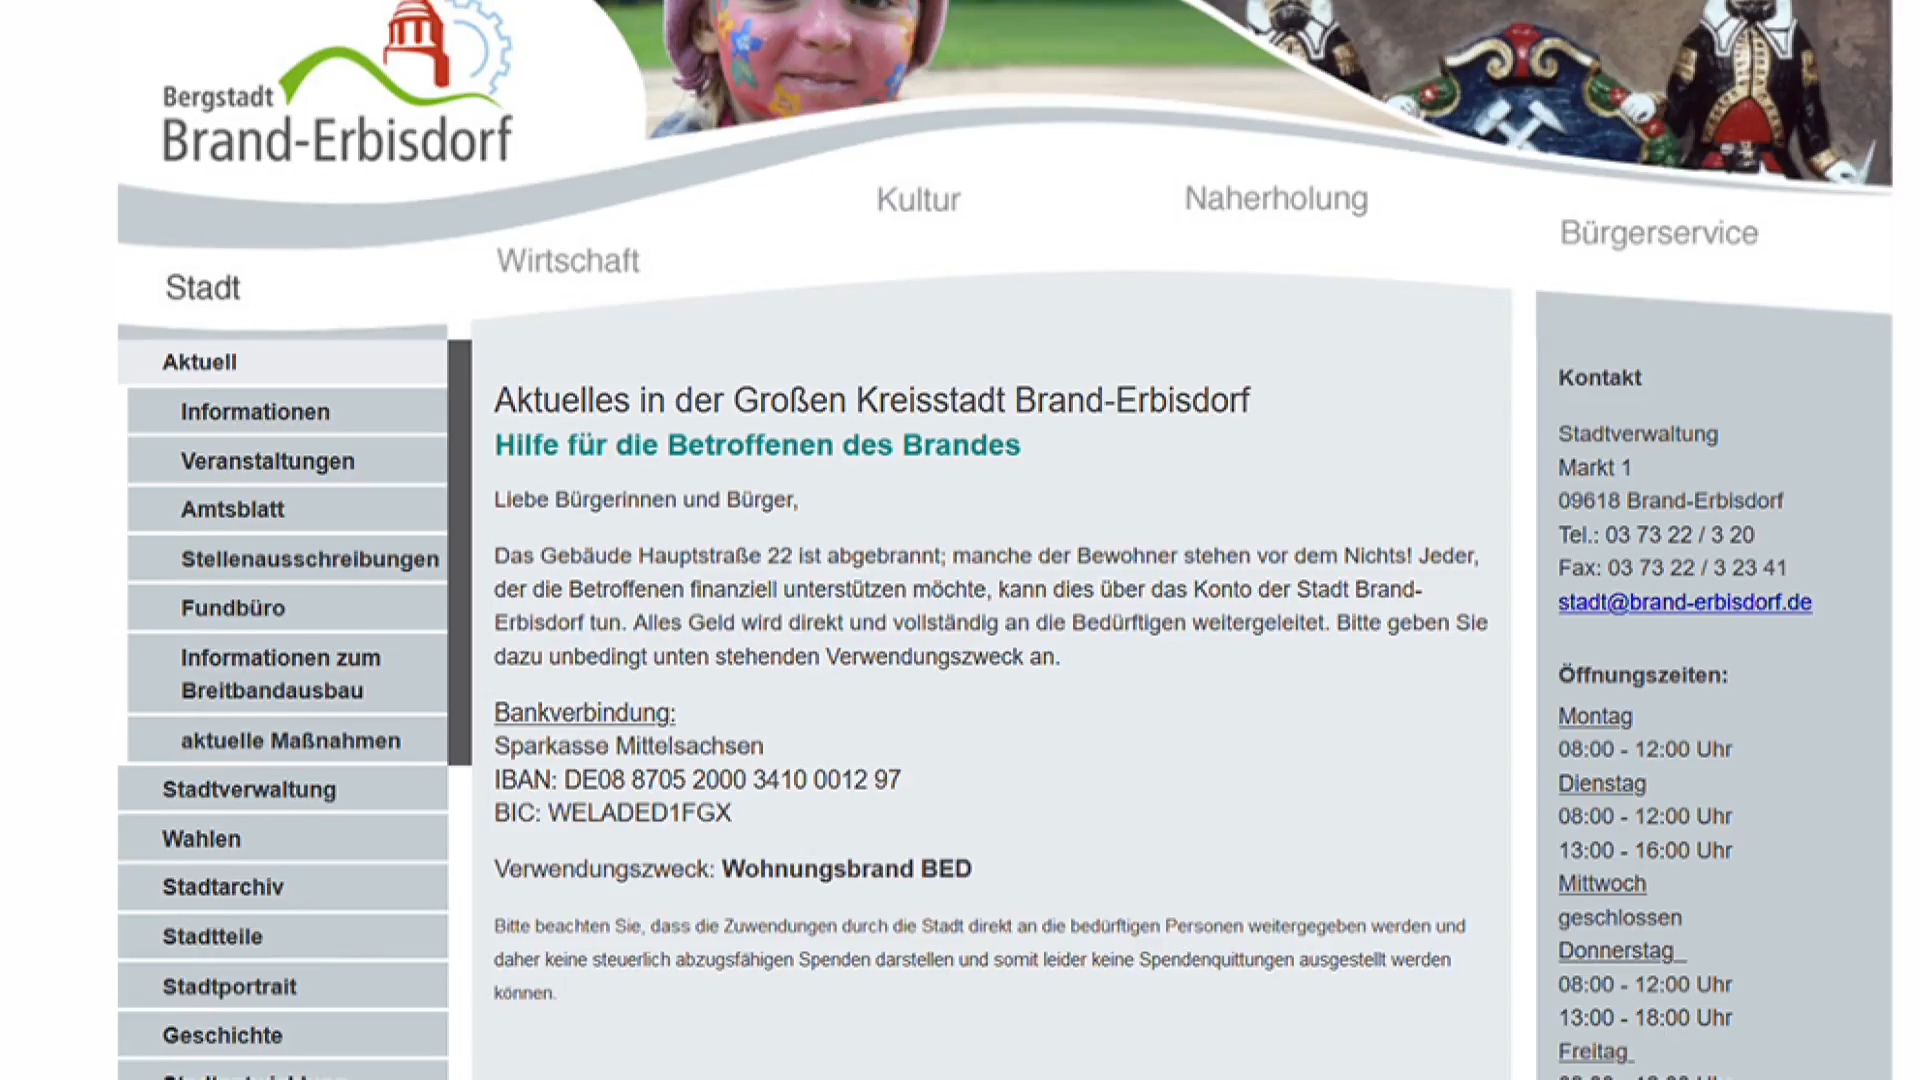 Bergstadt
Brand-Erbisdorf
Kultur
Naherholung
Bürgerservice
Wirtschaft
Stadt
Aktuell
Informationen
Veranstaltungen
Amtsblatt
Stellenausschreibungen
Fundbüro
Informationen zum
Breitbandausbau
aktuelle Maßnahmen
Stadtverwaltung
Wahlen
Stadtarchiv
Stadtteile
Stadtportrait
Geschichte
Aktuelles in der Großen Kreisstadt Brand-Erbisdorf
Hilfe für die Betroffenen des Brandes
Liebe Bürgerinnen und Bürger,
Das Gebäude Hauptstraße 22 ist abgebrannt; manche der Bewohner stehen vor dem Nichts! Jeder,
der die Betroffenen finanziell unterstützen möchte, kann dies über das Konto der Stadt Brand-
Erbisdorf tun. Alles Geld wird direkt und vollständig an die Bedürftigen weitergeleitet. Bitte geben Sie
dazu unbedingt unten stehenden Verwendungszweck an.
Bankverbindung:
Sparkasse Mittelsachsen
IBAN: DE08 8705 2000 3410 0012 97
BIC: WELADED1FGX
Verwendungszweck: Wohnungsbrand BED
Bitte beachten Sie, dass die Zuwendungen durch die Stadt direkt an die bedürftigen Personen weitergegeben werden und
daher keine steuerlich abzugsfähigen Spenden darstellen und somit leider keine Spendenquittungen ausgestellt werden
können.
Kontakt
Stadtverwaltung
Markt 1
09618 Brand-Erbisdorf
Tel.: 03 73 22 / 3 20
Fax: 03 73 22 / 3 23 41
stadt@brand-erbisdorf.de
Öffnungszeiten:
Montag
08:00 - 12:00 Uhr
Dienstag
08:00 - 12:00 Uhr
13:00 - 16:00 Uhr
Mittwoch
geschlossen
Donnerstag
08:00 - 12:00 Uhr
13:00 - 18:00 Uhr
Freitag